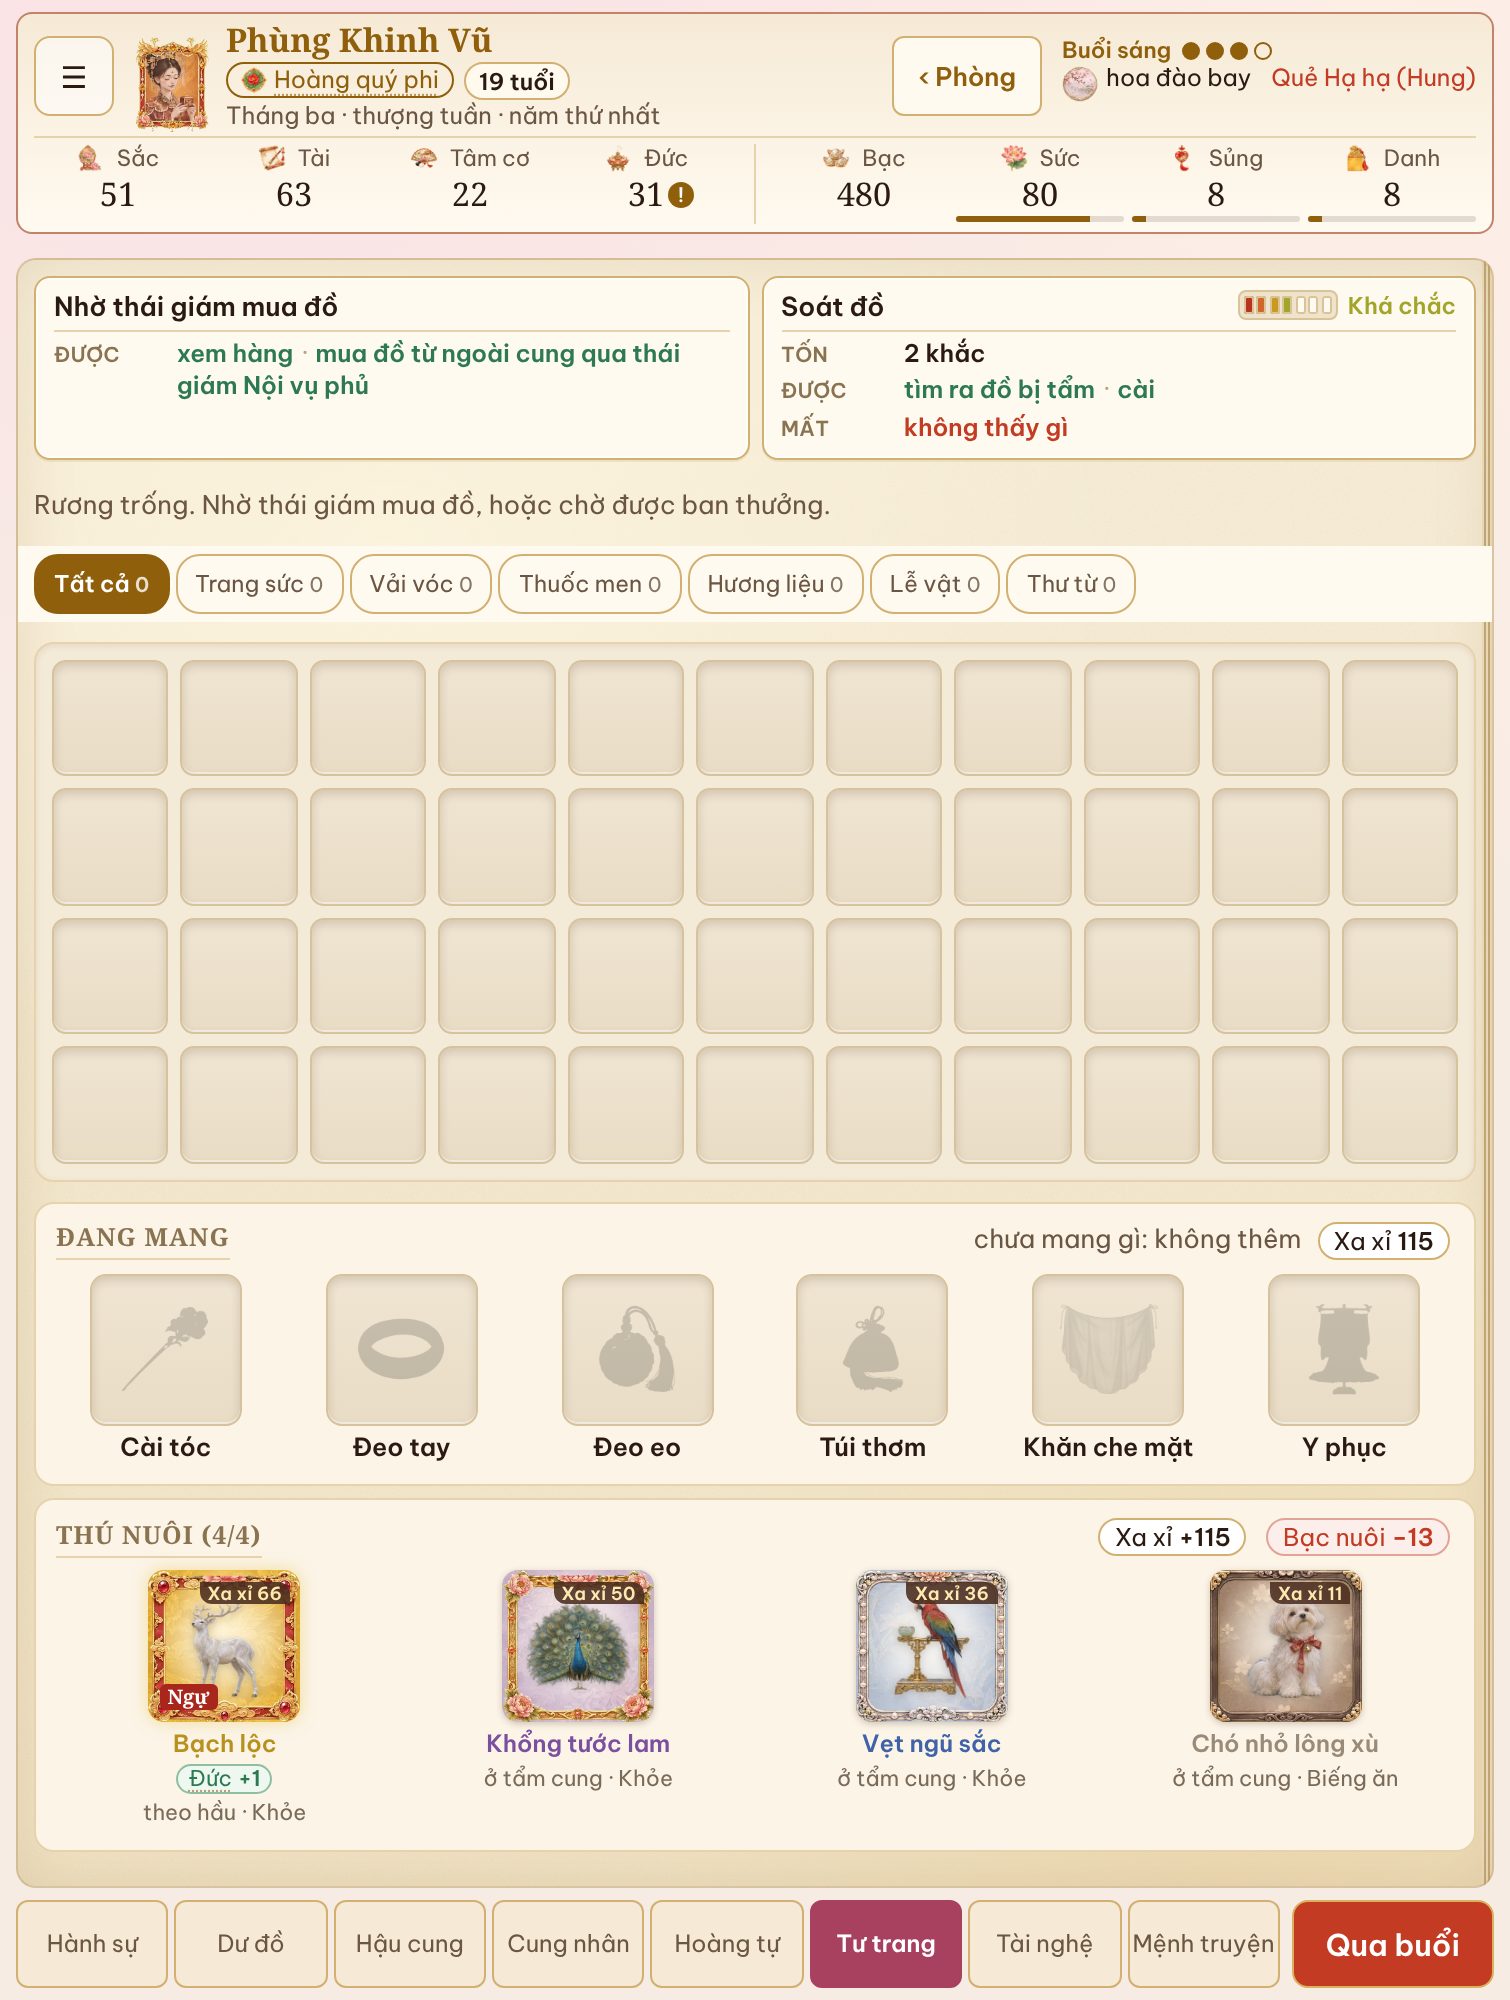 ☰
Phùng Khinh Vũ
Hoàng quý phi
19 tuổi
Tháng ba · thượng tuần · năm thứ nhất
‹ Phòng
Buổi sáng
hoa đào bay
Quẻ Hạ hạ (Hung)
Sắc
51
Tài
63
Tâm cơ
22
Đức
31 !
Bạc
480
Sức
80
Sủng
8
Danh
8
Nhờ thái giám mua đồ
ĐƯỢC xem hàng · mua đồ từ ngoài cung qua thái
giám Nội vụ phủ
Soát đồ
Khá chắc
TỐN 2 khắc
ĐƯỢC tìm ra đồ bị tẩm · cài
MẤT không thấy gì
Rương trống. Nhờ thái giám mua đồ, hoặc chờ được ban thưởng.
Tất cả 0
Trang sức 0
Vải vóc 0
Thuốc men 0
Hương liệu 0
Lễ vật 0
Thư từ 0
ĐANG MANG
chưa mang gì: không thêm
Xa xỉ 115
Cài tóc
Đeo tay
Đeo eo
Túi thơm
Khăn che mặt
Y phục
THÚ NUÔI (4/4)
Xa xỉ +115
Bạc nuôi −13
Xa xỉ 66
Ngự
Bạch lộc
Đức +1
theo hầu · Khỏe
Xa xỉ 50
Khổng tước lam
ở tẩm cung · Khỏe
Xa xỉ 36
Vẹt ngũ sắc
ở tẩm cung · Khỏe
Xa xỉ 11
Chó nhỏ lông xù
ở tẩm cung · Biếng ăn
Hành sự
Dư đồ
Hậu cung
Cung nhân
Hoàng tự
Tư trang
Tài nghệ
Mệnh truyện
Qua buổi